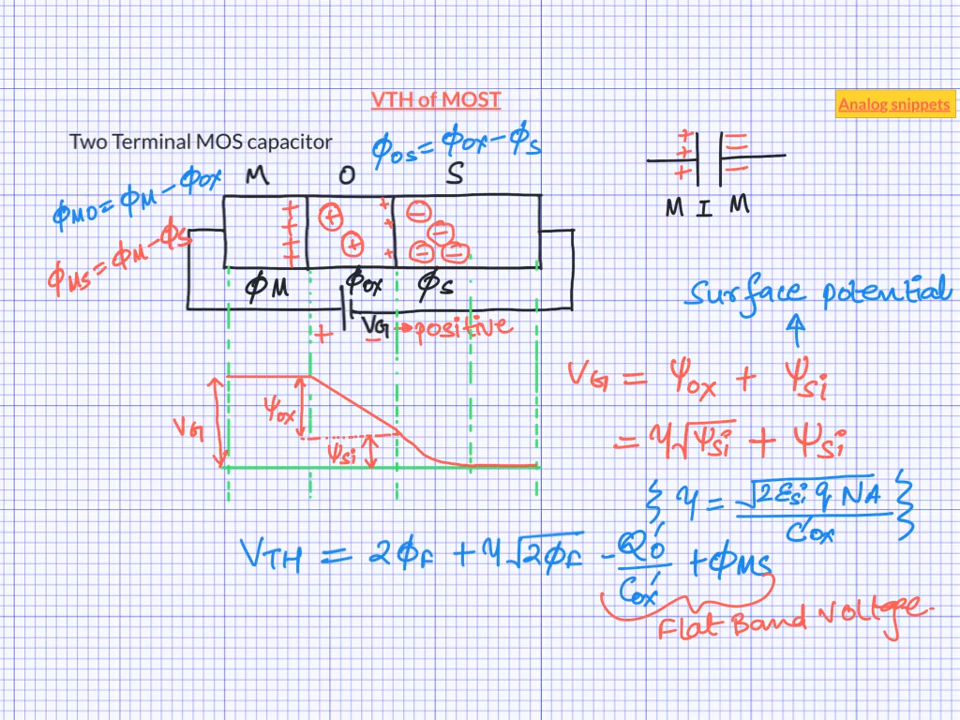 VTH of MOST
Analog snippets
Two Terminal MOS capacitor
ϕOS = ϕOX - ϕS
M O S
ϕMO = ϕM - ϕOX
ϕMS = ϕM - ϕS
+ + + + + + + + + - - - -
+ + + - - -
M I M
ϕM ϕOX ϕS
+ VG → positive
Surface potential
VG = ψOX + ψSi
VG ψOX ψSi
= γ√ψSi + ψSi
{ γ = √2εSi q NA / C'OX }
VTH = 2ϕF + γ√2ϕF - Q'0 / C'OX + ϕMS
Flat Band Voltage.